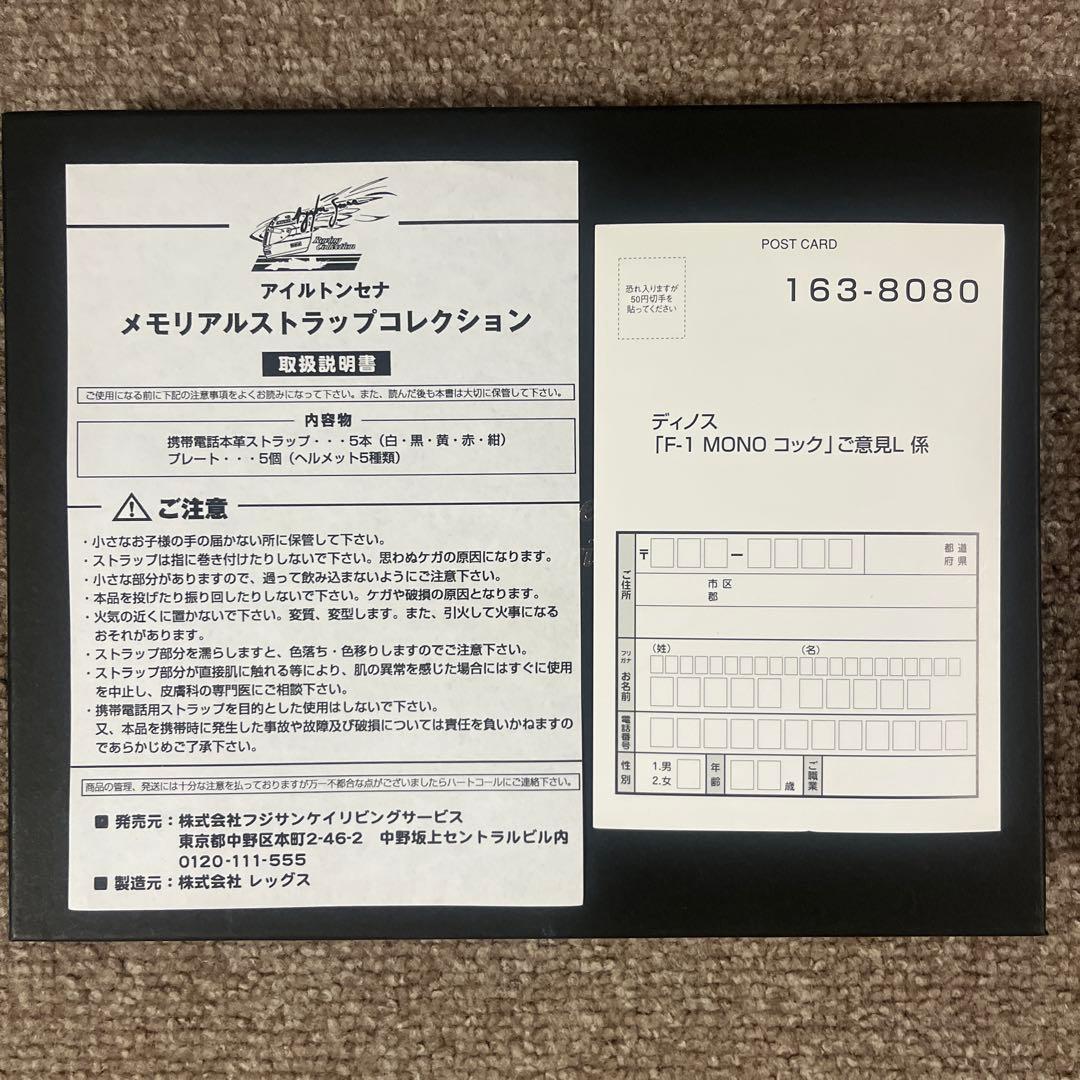 Ayrton Senna
Racing
Collection
アイルトンセナ
メモリアルストラップコレクション
取扱説明書
ご使用になる前に下記の注意事項をよくお読みになって下さい。また、読んだ後も本書は大切に保管して下さい。
内容物
携帯電話本革ストラップ・・・5本（白・黒・黄・赤・紺）
プレート・・・5個（ヘルメット5種類）
ご注意
・小さなお子様の手の届かない所に保管して下さい。
・ストラップは指に巻き付けたりしないで下さい。思わぬケガの原因になります。
・小さな部分がありますので、過って飲み込まないようにご注意下さい。
・本品を投げたり振り回したりしないで下さい。ケガや破損の原因となります。
・火気の近くに置かないで下さい。変質、変型します。また、引火して火事になる
おそれがあります。
・ストラップ部分を濡らしますと、色落ち・色移りしますのでご注意下さい。
・ストラップ部分が直接肌に触れる等により、肌の異常を感じた場合にはすぐに使用
を中止し、皮膚科の専門医にご相談下さい。
・携帯電話用ストラップを目的とした使用はしないで下さい。
又、本品を携帯時に発生した事故や故障及び破損については責任を負いかねますの
であらかじめご了承下さい。
商品の管理、発送には十分な注意を払っておりますが万一不都合な点がございましたらハートコールにご連絡下さい。
■ 発売元：株式会社フジサンケイリビングサービス
東京都中野区本町2-46-2　中野坂上セントラルビル内
0120-111-555
■ 製造元：株式会社 レッグス
POST CARD
恐れ入りますが
50円切手を
貼ってください
163-8080
ディノス
「F-1 MONO コック」ご意見L 係
ご住所
〒 ー
都 道
府 県
市 区
郡
フリガナ
（姓）（名）
お名前
電話番号
性別
1.男
2.女
年齢
歳
ご職業